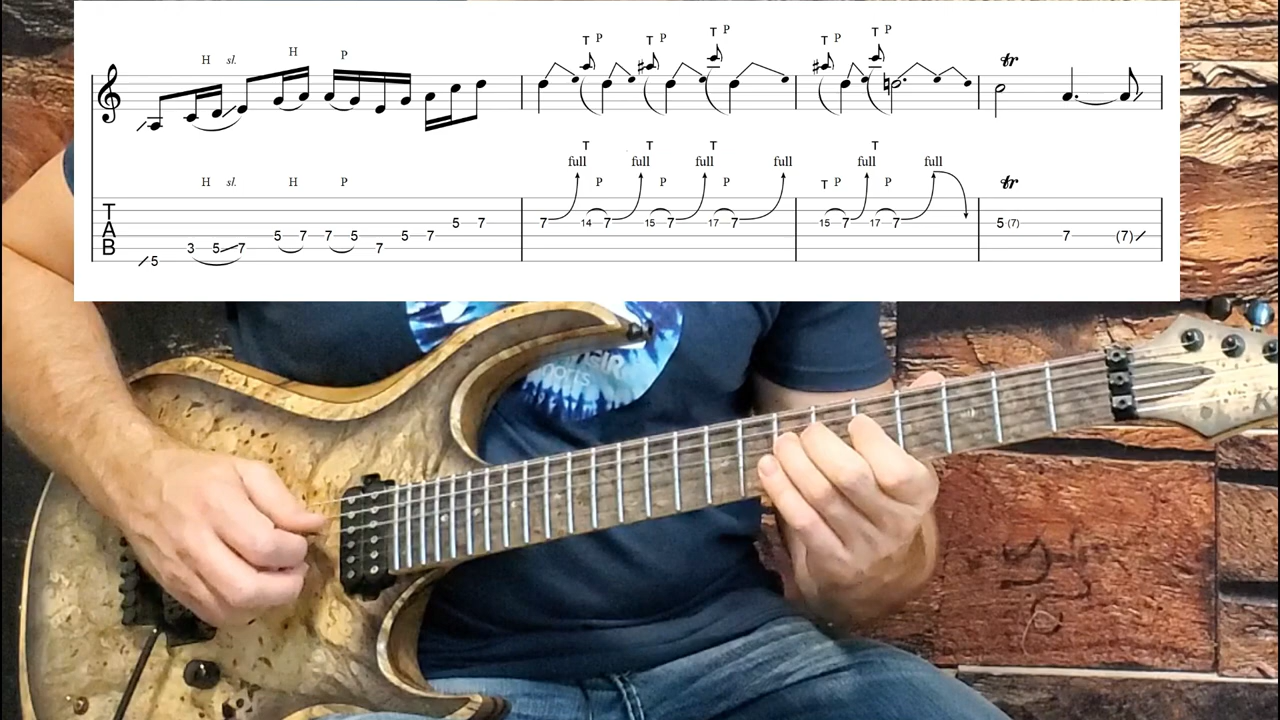 T P T P T P T P T P
H sl. H P tr
T T T T
full full full full full full
H sl. H P P P P T P P tr
T
A
B
7 14 7 15 7 17 7 15 7 17 7 5 (7)
5 7
5 7 7 5 5 7 7 (7)
3 5 7 7
5